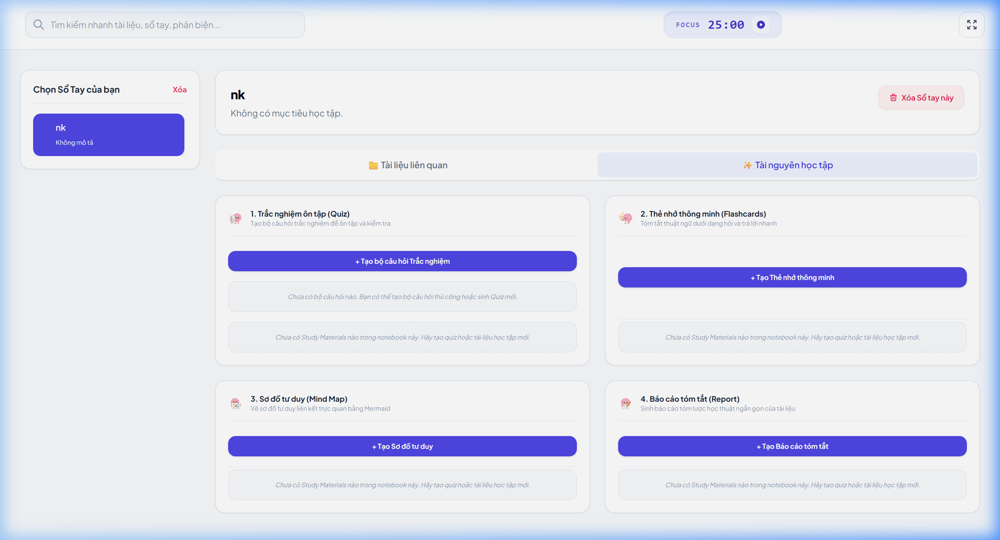 Tìm kiếm nhanh tài liệu, sổ tay, phản biện...
FOCUS 25:00
Chọn Sổ Tay của bạn
Xóa
nk
Không mô tả
nk
Không có mục tiêu học tập.
Xóa Sổ tay này
Tài liệu liên quan
Tài nguyên học tập
1. Trắc nghiệm ôn tập (Quiz)
Tạo bộ câu hỏi trắc nghiệm để ôn tập và kiểm tra
+ Tạo bộ câu hỏi Trắc nghiệm
Chưa có bộ câu hỏi nào. Bạn có thể tạo bộ câu hỏi thủ công hoặc sinh Quiz mới.
Chưa có Study Materials nào trong notebook này. Hãy tạo quiz hoặc tài liệu học tập mới.
2. Thẻ nhớ thông minh (Flashcards)
Tóm tắt thuật ngữ dưới dạng hỏi và trả lời nhanh
+ Tạo Thẻ nhớ thông minh
Chưa có Study Materials nào trong notebook này. Hãy tạo quiz hoặc tài liệu học tập mới.
3. Sơ đồ tư duy (Mind Map)
Vẽ sơ đồ tư duy liên kết trực quan bằng Mermaid
+ Tạo Sơ đồ tư duy
Chưa có Study Materials nào trong notebook này. Hãy tạo quiz hoặc tài liệu học tập mới.
4. Báo cáo tóm tắt (Report)
Sinh báo cáo tóm lược học thuật ngắn gọn của tài liệu
+ Tạo Báo cáo tóm tắt
Chưa có Study Materials nào trong notebook này. Hãy tạo quiz hoặc tài liệu học tập mới.